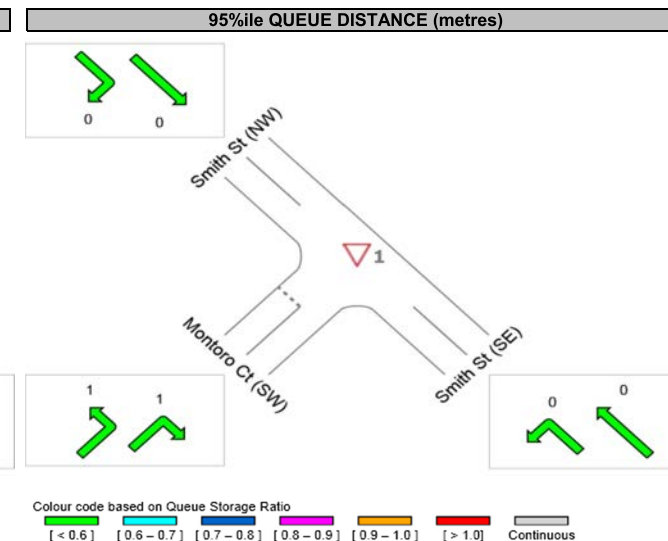 95%ile QUEUE DISTANCE (metres)
0 0
Smith St (NW)
1
Montoro Ct (SW)
Smith St (SE)
1 1
0 0
Colour code based on Queue Storage Ratio
[ < 0.6 ] [ 0.6 – 0.7 ] [ 0.7 – 0.8 ] [ 0.8 – 0.9 ] [ 0.9 – 1.0 ] [ > 1.0] Continuous